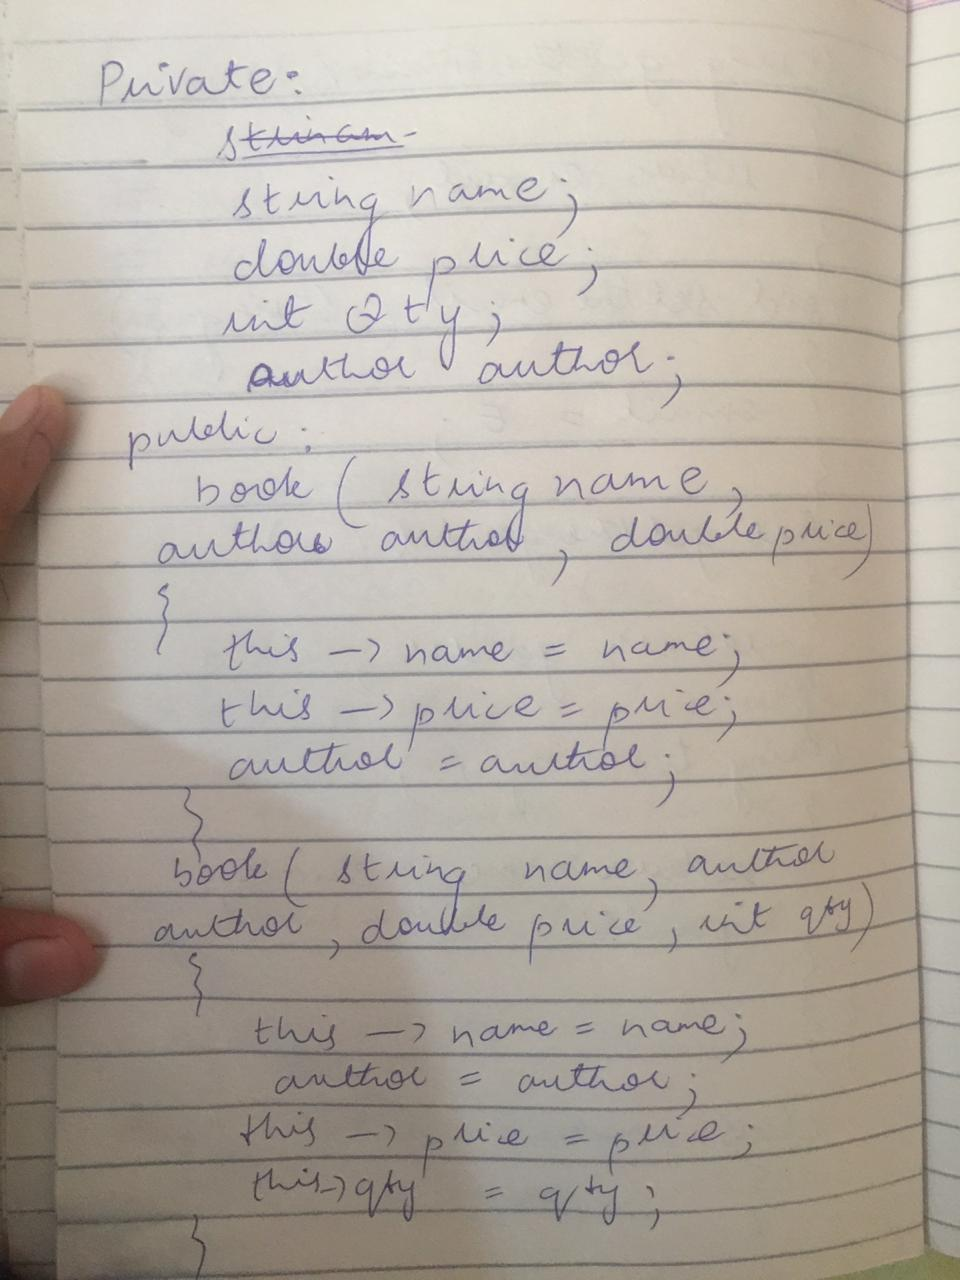 Private:
string name;
double price;
int Qty;
author author;
public:
book ( string name,
author author, double price)
{
this -> name = name;
this -> price = price;
author = author;
}
book ( string name, author
author, double price, int qty)
{
this -> name = name;
author = author;
this -> price = price;
this -> qty = qty;
}